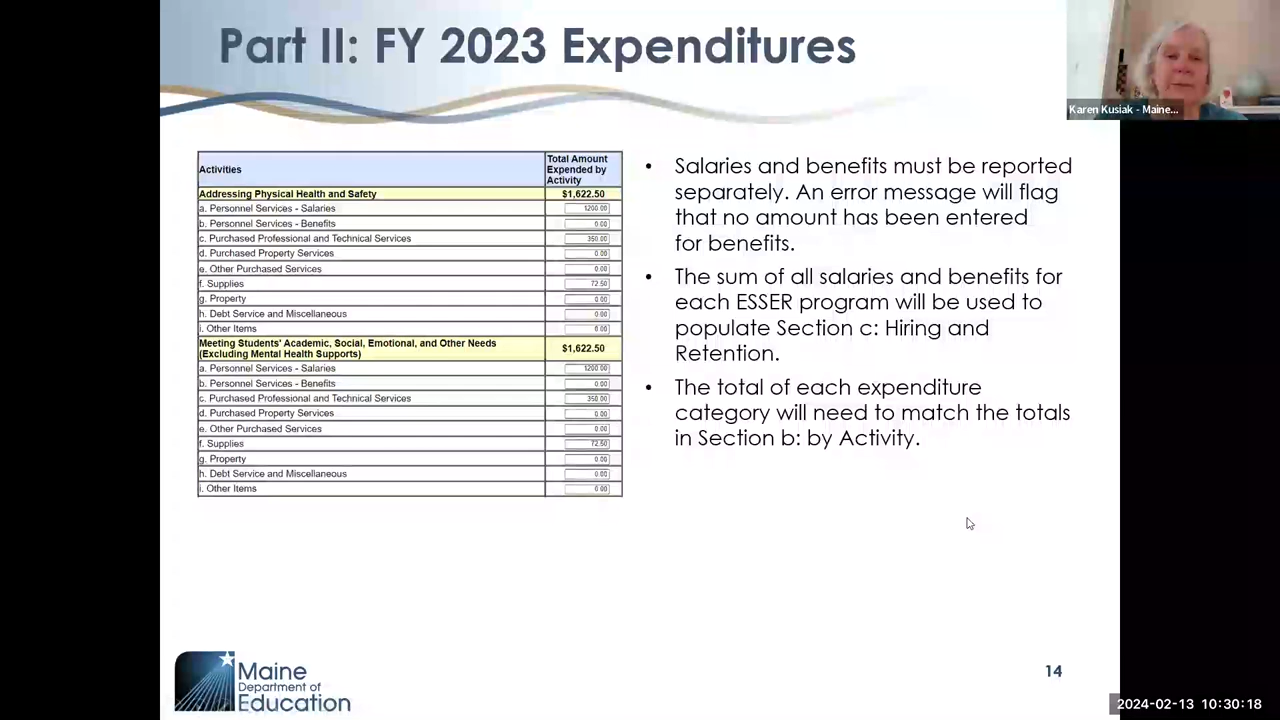 Part II: FY 2023 Expenditures
Karen Kusiak - Maine...
Activities
Total Amount
Expended by
Activity
Addressing Physical Health and Safety $1,622.50
a. Personnel Services - Salaries 1200.00
b. Personnel Services - Benefits 0.00
c. Purchased Professional and Technical Services 350.00
d. Purchased Property Services 0.00
e. Other Purchased Services 0.00
f. Supplies 72.50
g. Property 0.00
h. Debt Service and Miscellaneous 0.00
i. Other Items 0.00
Meeting Students' Academic, Social, Emotional, and Other Needs
(Excluding Mental Health Supports) $1,622.50
a. Personnel Services - Salaries 1200.00
b. Personnel Services - Benefits 0.00
c. Purchased Professional and Technical Services 350.00
d. Purchased Property Services 0.00
e. Other Purchased Services 0.00
f. Supplies 72.50
g. Property 0.00
h. Debt Service and Miscellaneous 0.00
i. Other Items 0.00
• Salaries and benefits must be reported
separately. An error message will flag
that no amount has been entered
for benefits.
• The sum of all salaries and benefits for
each ESSER program will be used to
populate Section c: Hiring and
Retention.
• The total of each expenditure
category will need to match the totals
in Section b: by Activity.
Maine
Department of
Education
14
2024-02-13 10:30:18